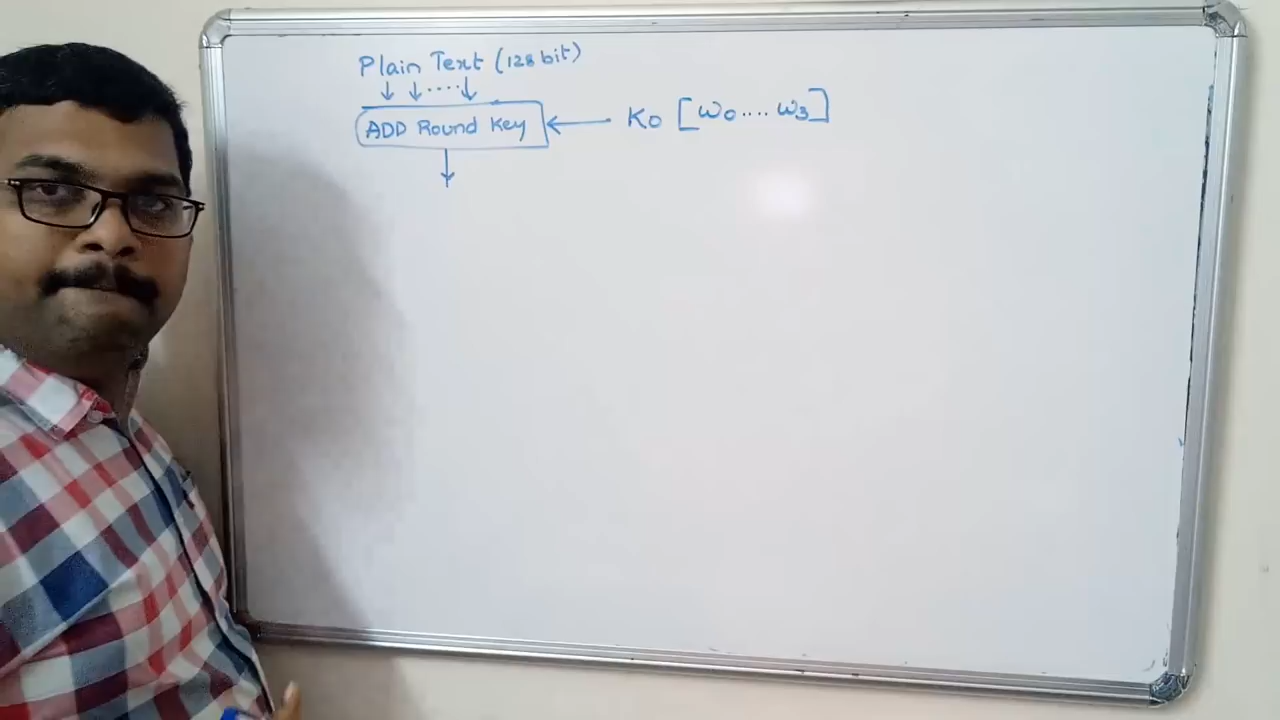 Plain Text (128 bit)
ADD Round Key
K0 [w0.... w3]